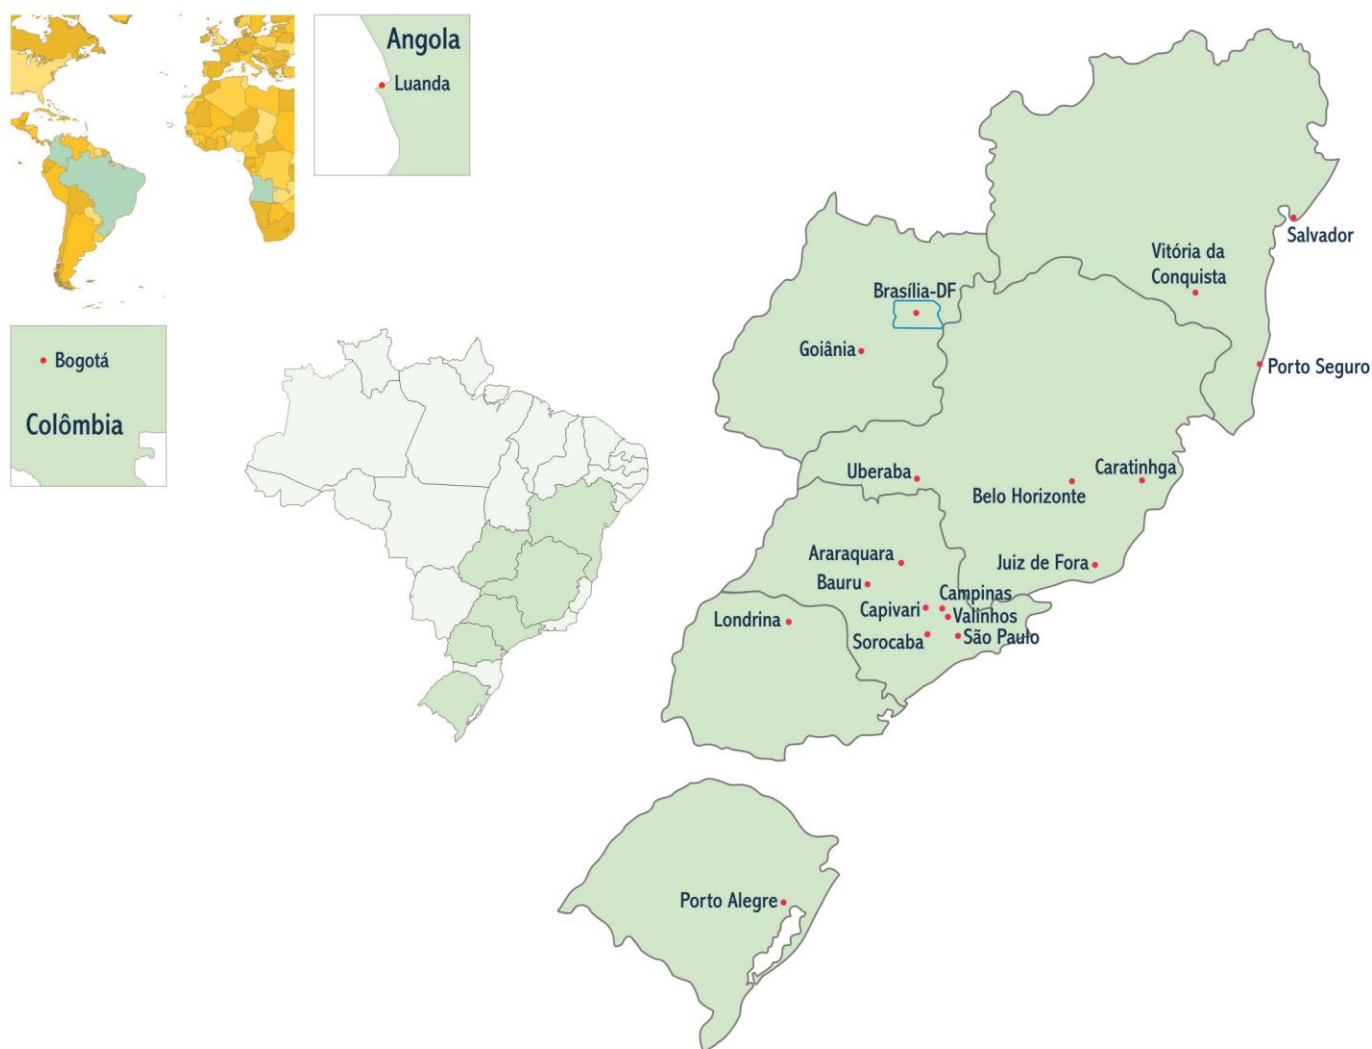 Angola
Luanda
Bogotá
Colômbia
Salvador
Vitória da
Conquista
Brasília-DF
Goiânia
Porto Seguro
Uberaba
Belo Horizonte
Caratinhga
Araraquara
Bauru
Juiz de Fora
Capivari
Campinas
Valinhos
Londrina
Sorocaba
São Paulo
Porto Alegre